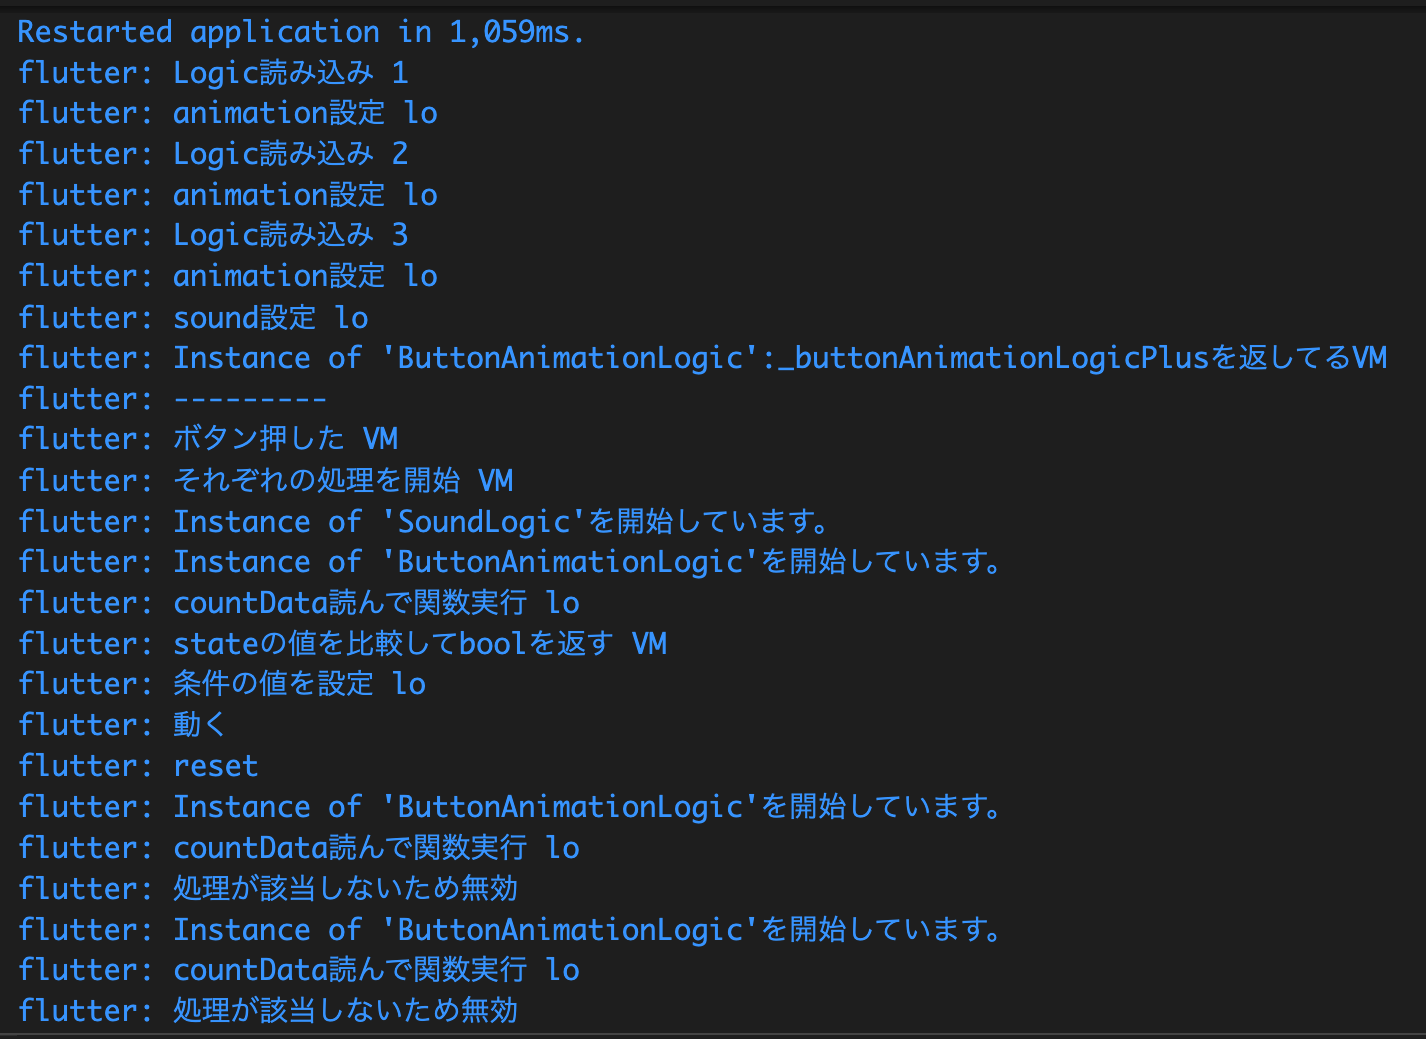 Restarted application in 1,059ms.
flutter: Logic読み込み 1
flutter: animation設定 lo
flutter: Logic読み込み 2
flutter: animation設定 lo
flutter: Logic読み込み 3
flutter: animation設定 lo
flutter: sound設定 lo
flutter: Instance of 'ButtonAnimationLogic':_buttonAnimationLogicPlusを返してるVM
flutter: ---------
flutter: ボタン押した VM
flutter: それぞれの処理を開始 VM
flutter: Instance of 'SoundLogic'を開始しています。
flutter: Instance of 'ButtonAnimationLogic'を開始しています。
flutter: countData読んで関数実行 lo
flutter: stateの値を比較してboolを返す VM
flutter: 条件の値を設定 lo
flutter: 動く
flutter: reset
flutter: Instance of 'ButtonAnimationLogic'を開始しています。
flutter: countData読んで関数実行 lo
flutter: 処理が該当しないため無効
flutter: Instance of 'ButtonAnimationLogic'を開始しています。
flutter: countData読んで関数実行 lo
flutter: 処理が該当しないため無効